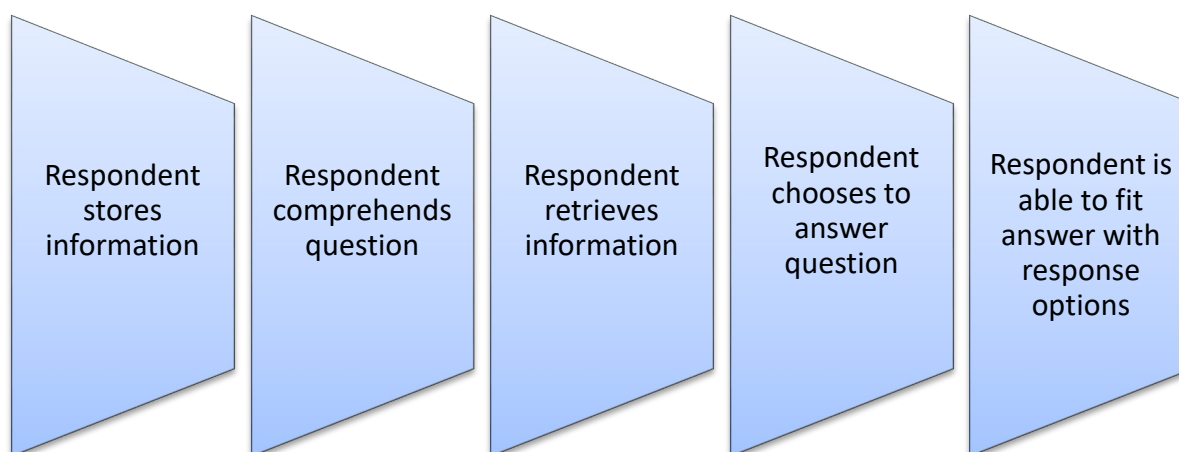 Respondent
stores
information
Respondent
comprehends
question
Respondent
retrieves
information
Respondent
chooses to
answer
question
Respondent is
able to fit
answer with
response
options